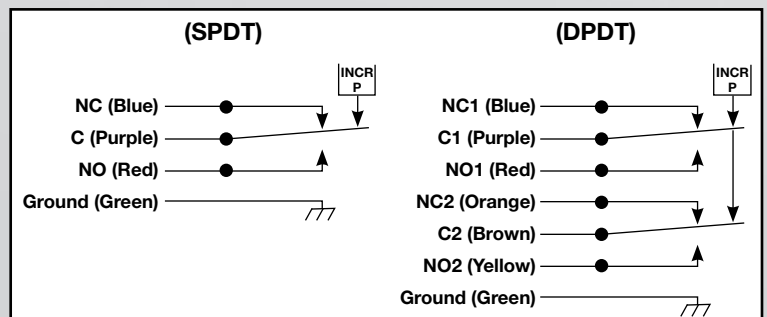 (SPDT)
INCR
P
NC (Blue)
C (Purple)
NO (Red)
Ground (Green)
(DPDT)
INCR
P
NC1 (Blue)
C1 (Purple)
NO1 (Red)
NC2 (Orange)
C2 (Brown)
NO2 (Yellow)
Ground (Green)